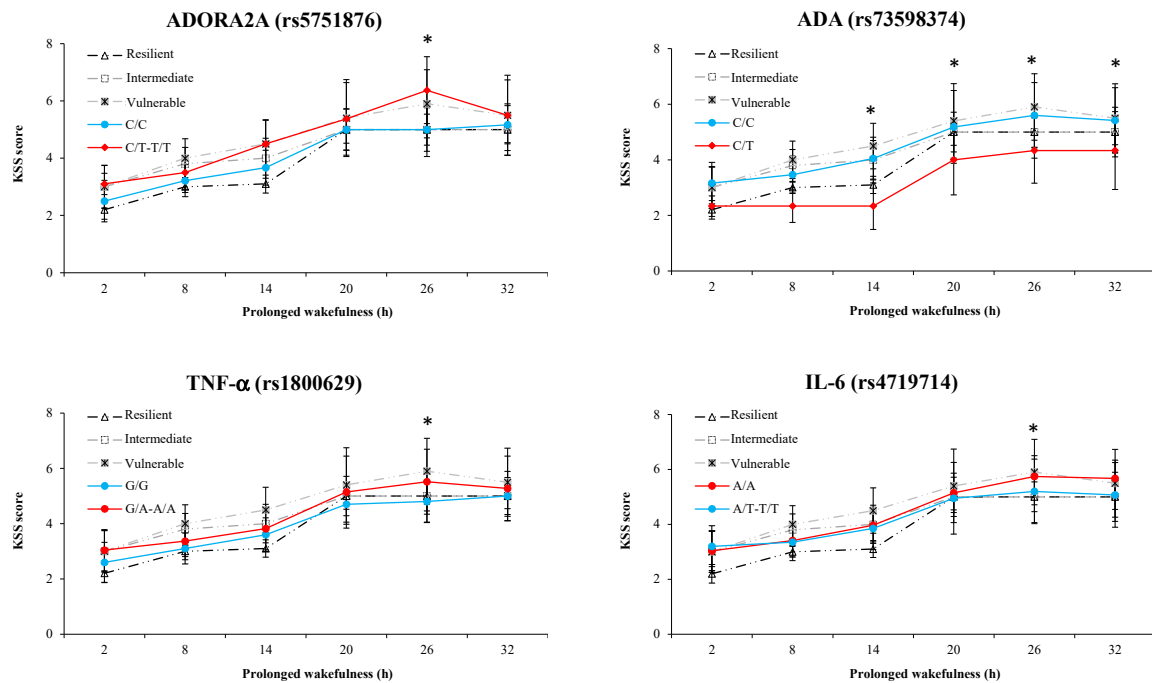 ADORA2A (rs5751876)
8
6
4
2
0
KSS score
Resilient
Intermediate
Vulnerable
C/C
C/T-T/T
*
2 8 14 20 26 32
Prolonged wakefulness (h)
ADA (rs73598374)
8
6
4
2
0
KSS score
Resilient
Intermediate
Vulnerable
C/C
C/T
* * * *
2 8 14 20 26 32
Prolonged wakefulness (h)
TNF-α (rs1800629)
8
6
4
2
0
KSS score
Resilient
Intermediate
Vulnerable
G/G
G/A-A/A
*
2 8 14 20 26 32
Prolonged wakefulness (h)
IL-6 (rs4719714)
8
6
4
2
0
KSS score
Resilient
Intermediate
Vulnerable
A/A
A/T-T/T
*
2 8 14 20 26 32
Prolonged wakefulness (h)